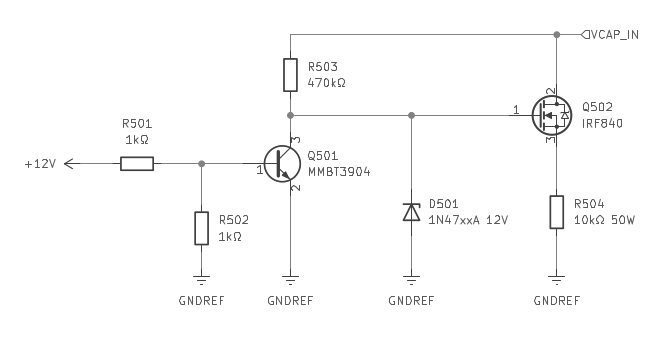 VCAP_IN
R503
470kΩ
2
Q502
IRF840
1
3
R501
1kΩ
+12V
3
Q501
MMBT3904
1
2
R502
1kΩ
D501
1N47xxA 12V
R504
10kΩ 50W
GNDREF
GNDREF
GNDREF
GNDREF